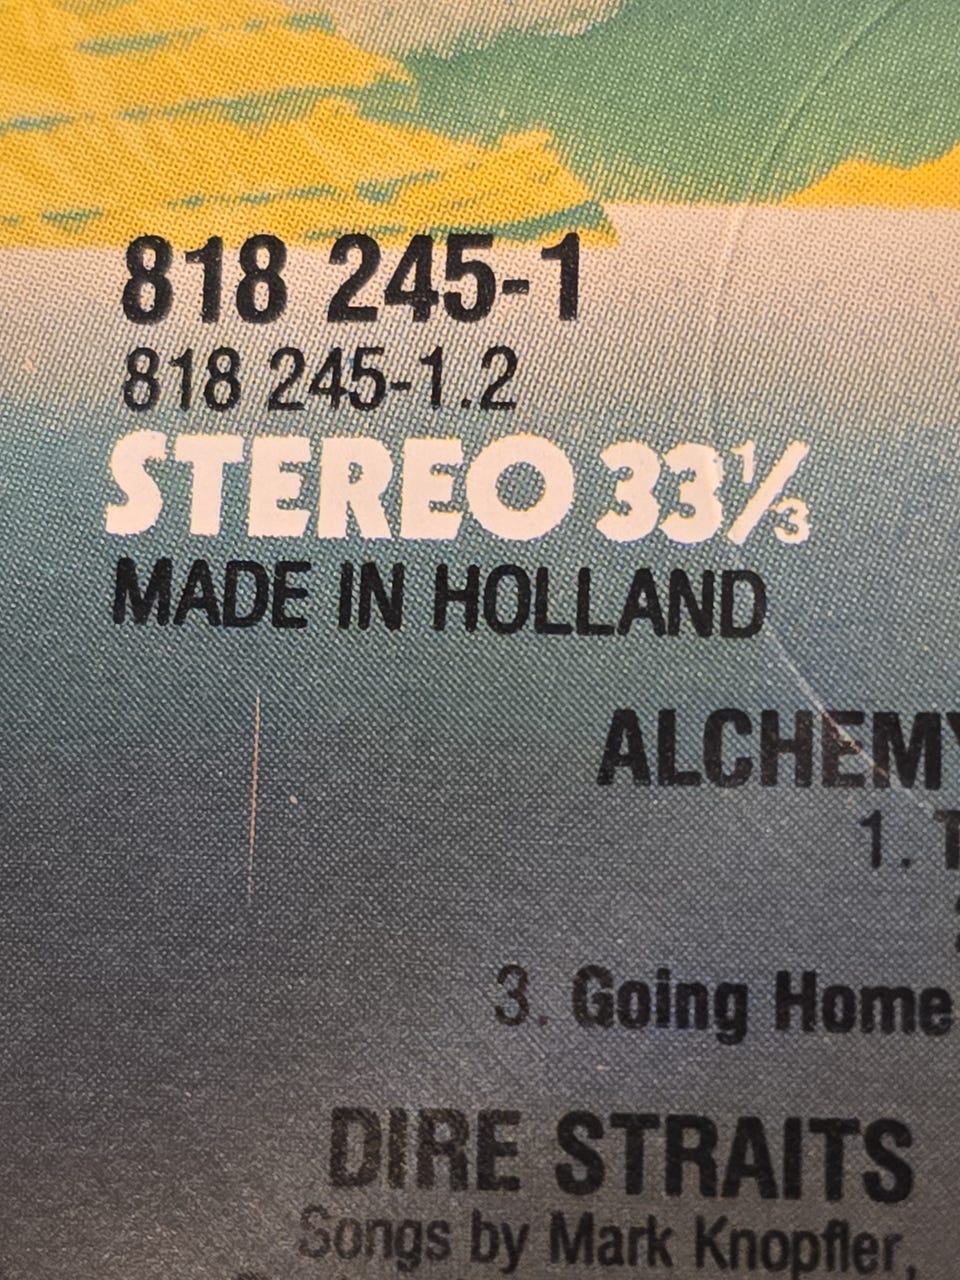 818 245-1
818 245-1.2
STEREO 33⅓
MADE IN HOLLAND
ALCHEMY
1. T
3. Going Home
DIRE STRAITS
Songs by Mark Knopfler,